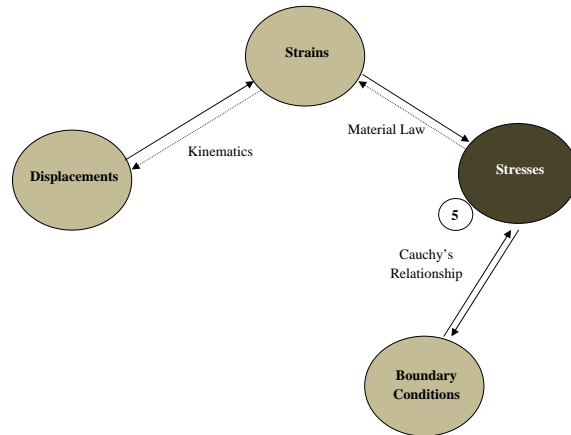 Strains
Material Law
Kinematics
Displacements
Stresses
5
Cauchy's
Relationship
Boundary
Conditions